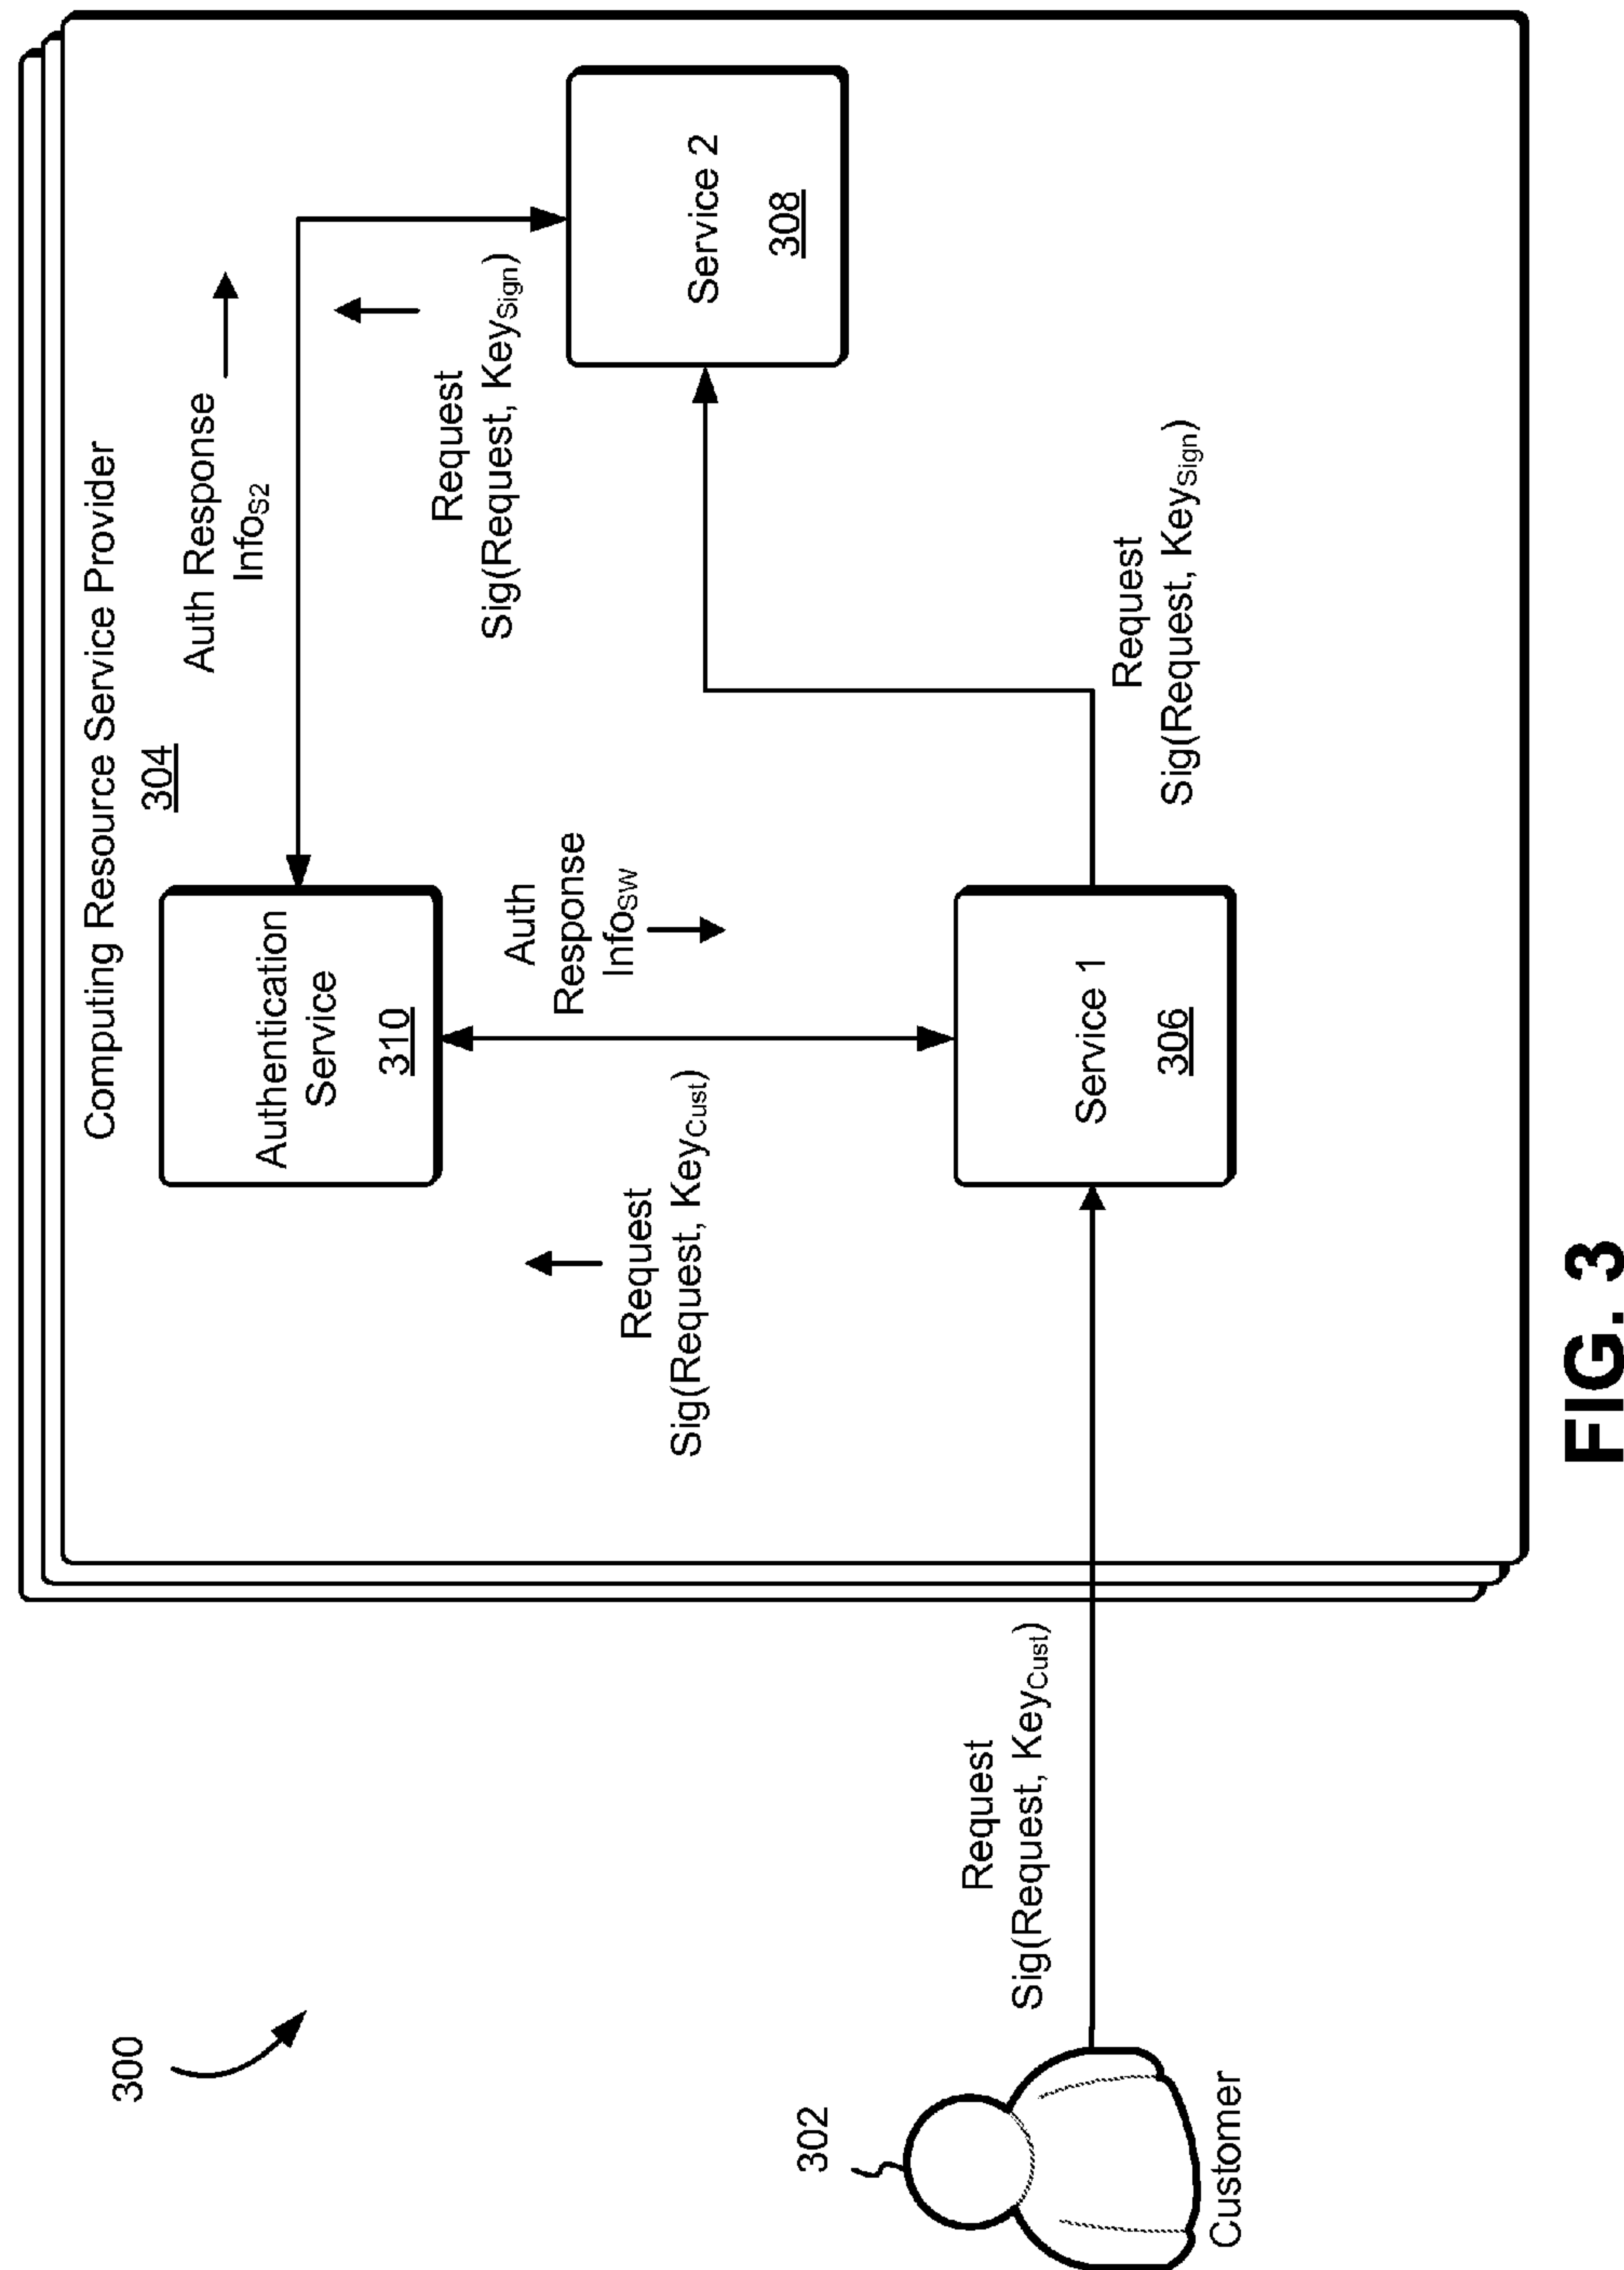 300
Computing Resource Service Provider
304
Authentication
Service
310
Auth Response
InfoS2
Request
Sig(Request, KeySign)
Auth
Response
InfoSW
Request
Sig(Request, KeyCust)
Service 2
308
302
Customer
Request
Sig(Request, KeyCust)
Service 1
306
Request
Sig(Request, KeySign)
FIG. 3